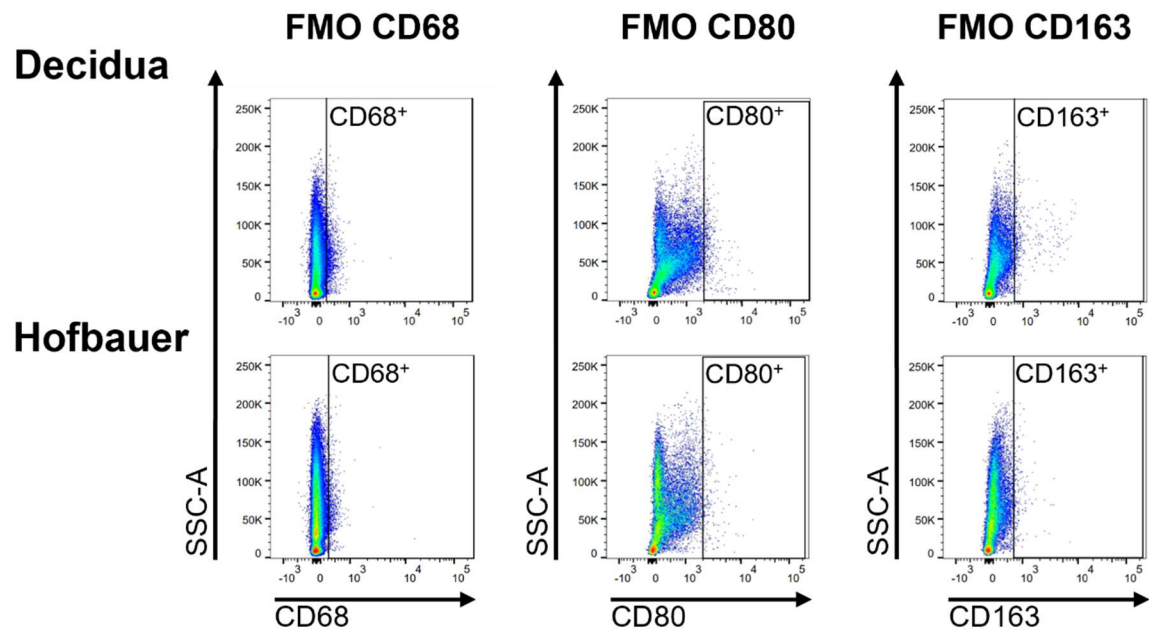 FMO CD68 FMO CD80 FMO CD163
Decidua
250K 200K 150K 100K 50K 0
CD68⁺
-10³ 0 10³ 10⁴ 10⁵
250K 200K 150K 100K 50K 0
CD80⁺
-10³ 0 10³ 10⁴ 10⁵
250K 200K 150K 100K 50K 0
CD163⁺
-10³ 0 10³ 10⁴ 10⁵
Hofbauer
SSC-A
250K 200K 150K 100K 50K 0
CD68⁺
-10³ 0 10³ 10⁴ 10⁵
CD68
SSC-A
250K 200K 150K 100K 50K 0
CD80⁺
-10³ 0 10³ 10⁴ 10⁵
CD80
SSC-A
250K 200K 150K 100K 50K 0
CD163⁺
-10³ 0 10³ 10⁴ 10⁵
CD163